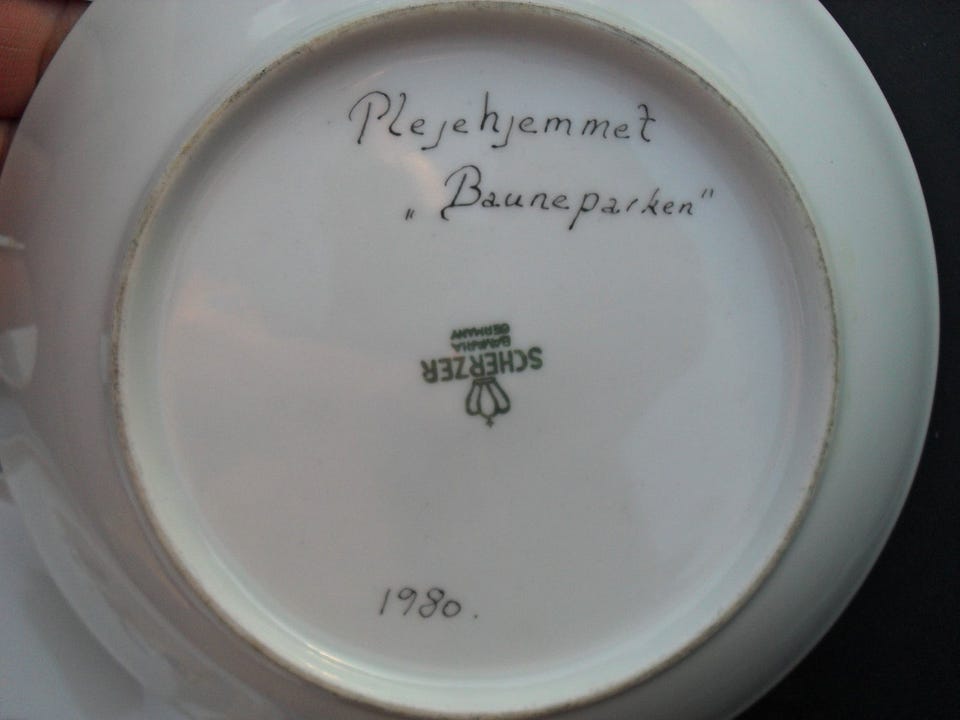 Plejehjemmet
„Bauneparken"
SCHERZER
BAVARIA
GERMANY
1980.